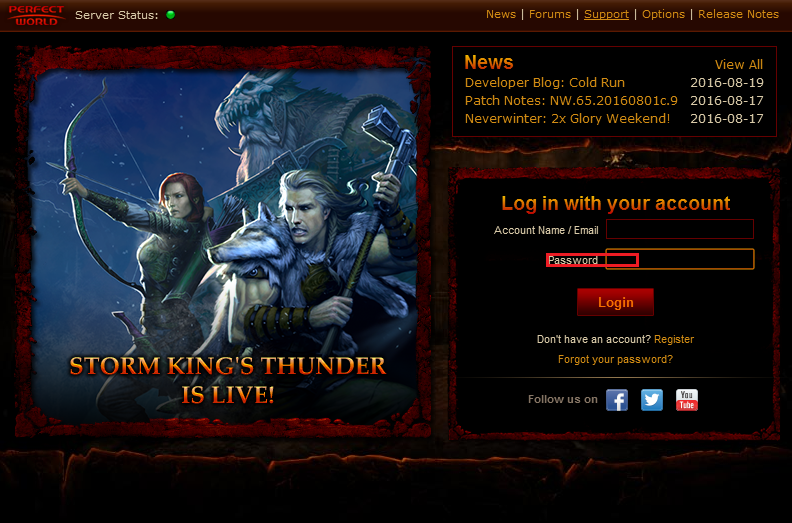 PERFECT WORLD
Server Status:
News | Forums | Support | Options | Release Notes
News
View All
Developer Blog: Cold Run 2016-08-19
Patch Notes: NW.65.20160801c.9 2016-08-17
Neverwinter: 2x Glory Weekend! 2016-08-17
STORM KING'S THUNDER
IS LIVE!
Log in with your account
Account Name / Email
Password
Login
Don't have an account? Register
Forgot your password?
Follow us on
You
Tube